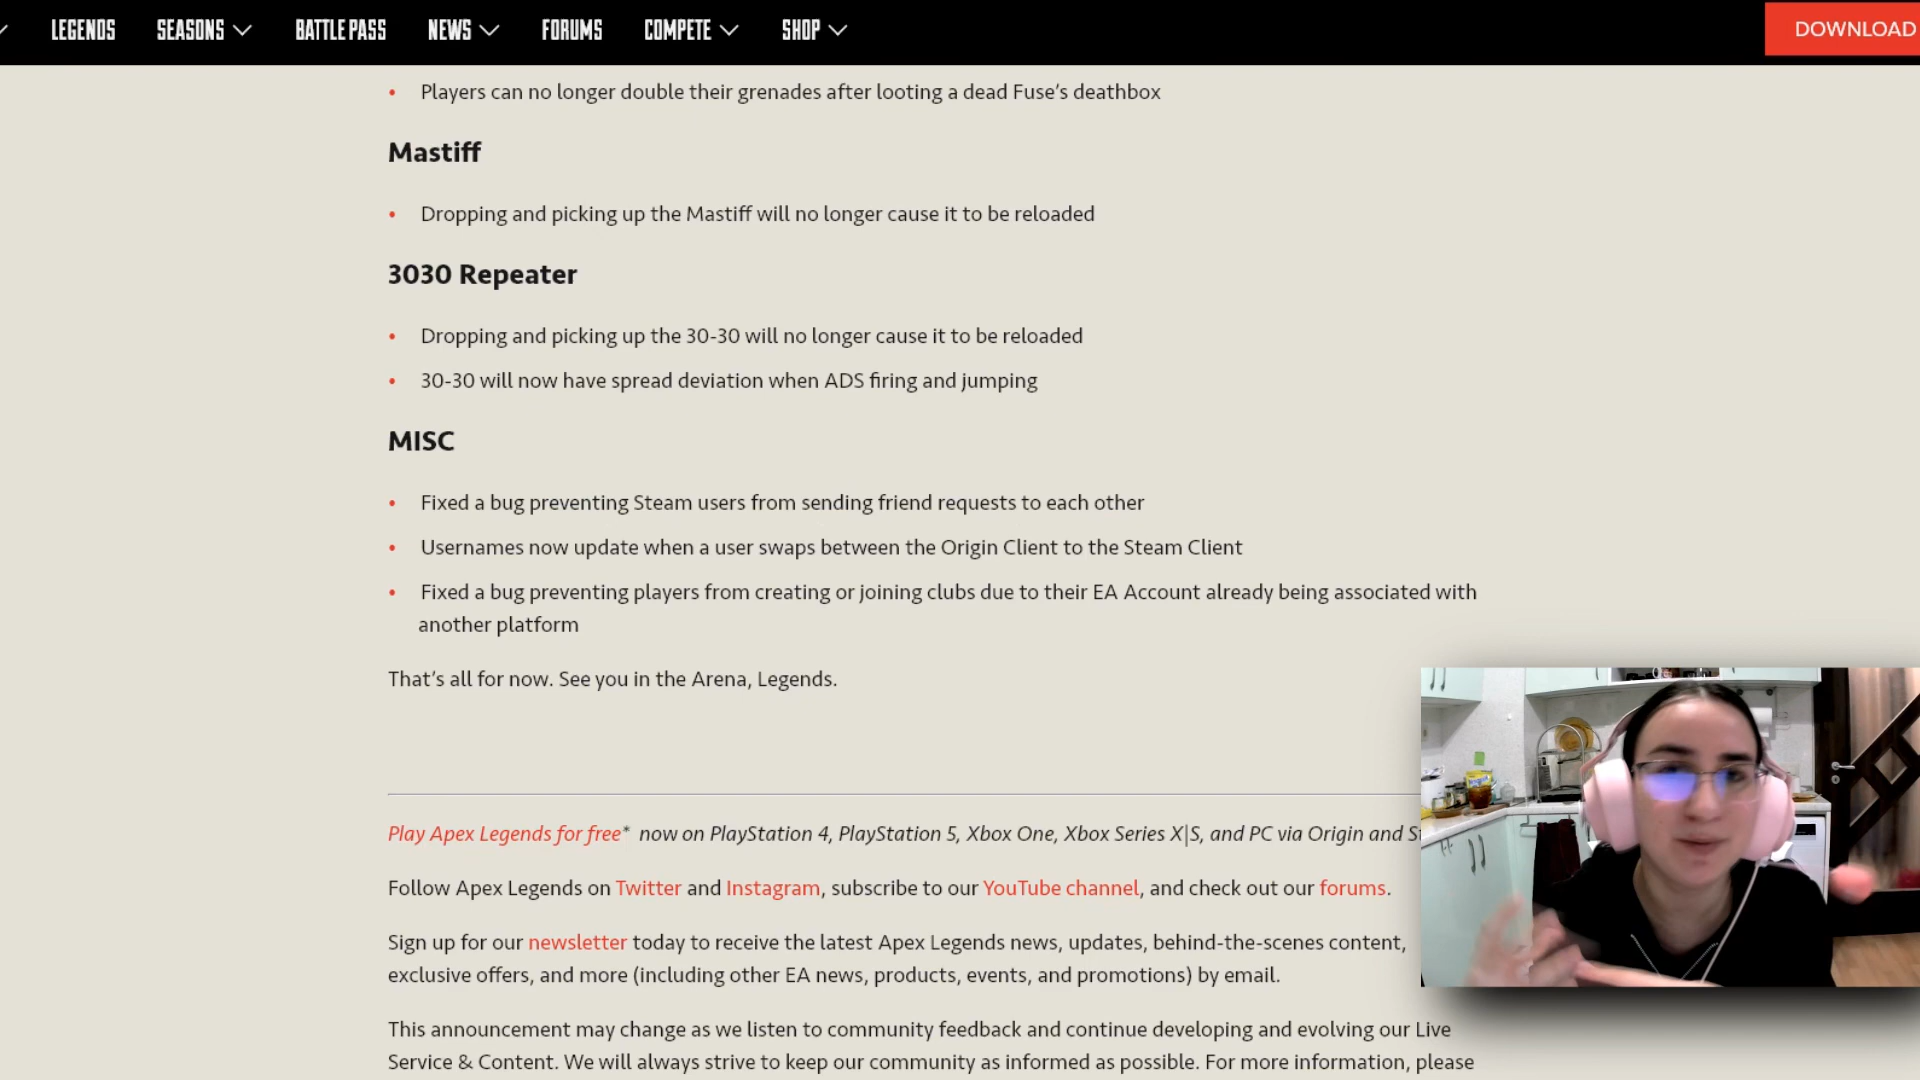 LEGENDS SEASONS BATTLE PASS NEWS FORUMS COMPETE SHOP DOWNLOAD
• Players can no longer double their grenades after looting a dead Fuse’s deathbox
Mastiff
• Dropping and picking up the Mastiff will no longer cause it to be reloaded
3030 Repeater
• Dropping and picking up the 30-30 will no longer cause it to be reloaded
• 30-30 will now have spread deviation when ADS firing and jumping
MISC
• Fixed a bug preventing Steam users from sending friend requests to each other
• Usernames now update when a user swaps between the Origin Client to the Steam Client
• Fixed a bug preventing players from creating or joining clubs due to their EA Account already being associated with
another platform
That’s all for now. See you in the Arena, Legends.
Play Apex Legends for free* now on PlayStation 4, PlayStation 5, Xbox One, Xbox Series X|S, and PC via Origin and S
Follow Apex Legends on Twitter and Instagram, subscribe to our YouTube channel, and check out our forums.
Sign up for our newsletter today to receive the latest Apex Legends news, updates, behind-the-scenes content,
exclusive offers, and more (including other EA news, products, events, and promotions) by email.
This announcement may change as we listen to community feedback and continue developing and evolving our Live
Service & Content. We will always strive to keep our community as informed as possible. For more information, please